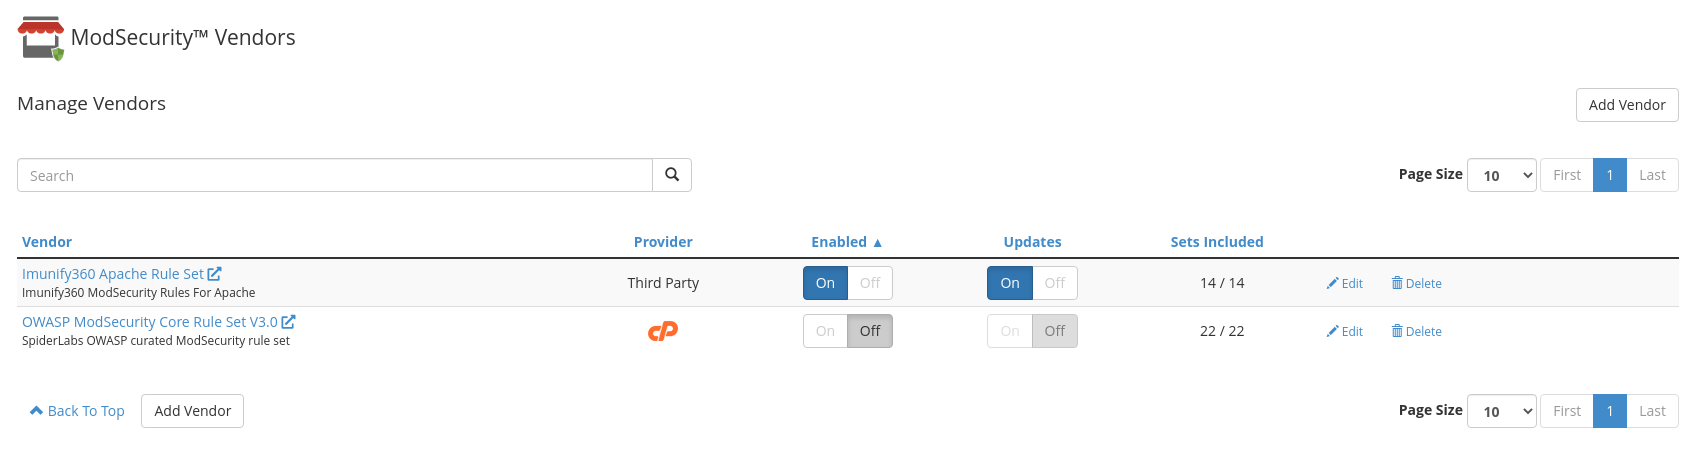 ModSecurity™ Vendors
Manage Vendors
Add Vendor
Search
Page Size 10 First 1 Last
Vendor Provider Enabled ▲ Updates Sets Included
Imunify360 Apache Rule Set
Imunify360 ModSecurity Rules For Apache
Third Party On Off On Off 14 / 14 Edit Delete
OWASP ModSecurity Core Rule Set V3.0
SpiderLabs OWASP curated ModSecurity rule set
cP On Off On Off 22 / 22 Edit Delete
Back To Top Add Vendor Page Size 10 First 1 Last